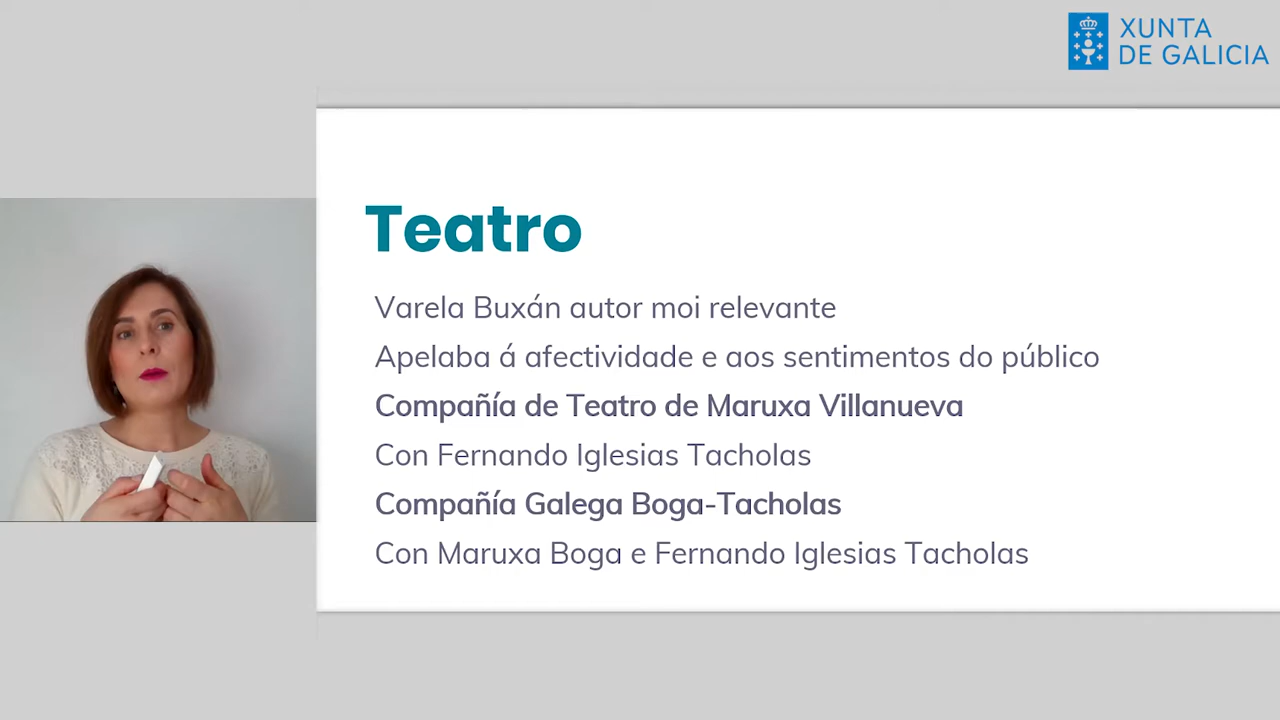 XUNTA
DE GALICIA
Teatro
Varela Buxán autor moi relevante
Apelaba á afectividade e aos sentimentos do público
Compañía de Teatro de Maruxa Villanueva
Con Fernando Iglesias Tacholas
Compañía Galega Boga-Tacholas
Con Maruxa Boga e Fernando Iglesias Tacholas